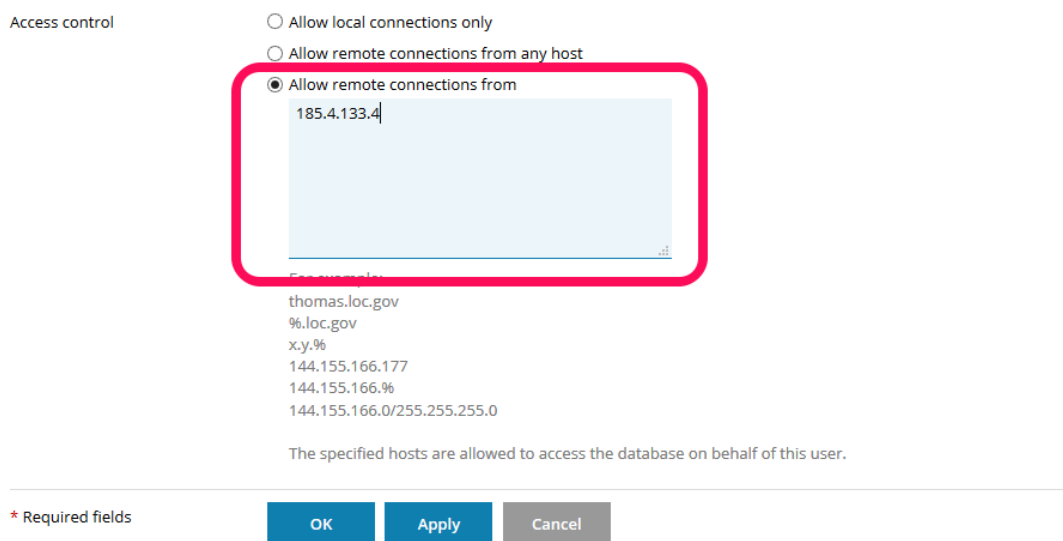 Access control
Allow local connections only
Allow remote connections from any host
Allow remote connections from
185.4.133.4
For example:
thomas.loc.gov
%.loc.gov
x.y.%
144.155.166.177
144.155.166.%
144.155.166.0/255.255.255.0
The specified hosts are allowed to access the database on behalf of this user.
* Required fields
OK
Apply
Cancel